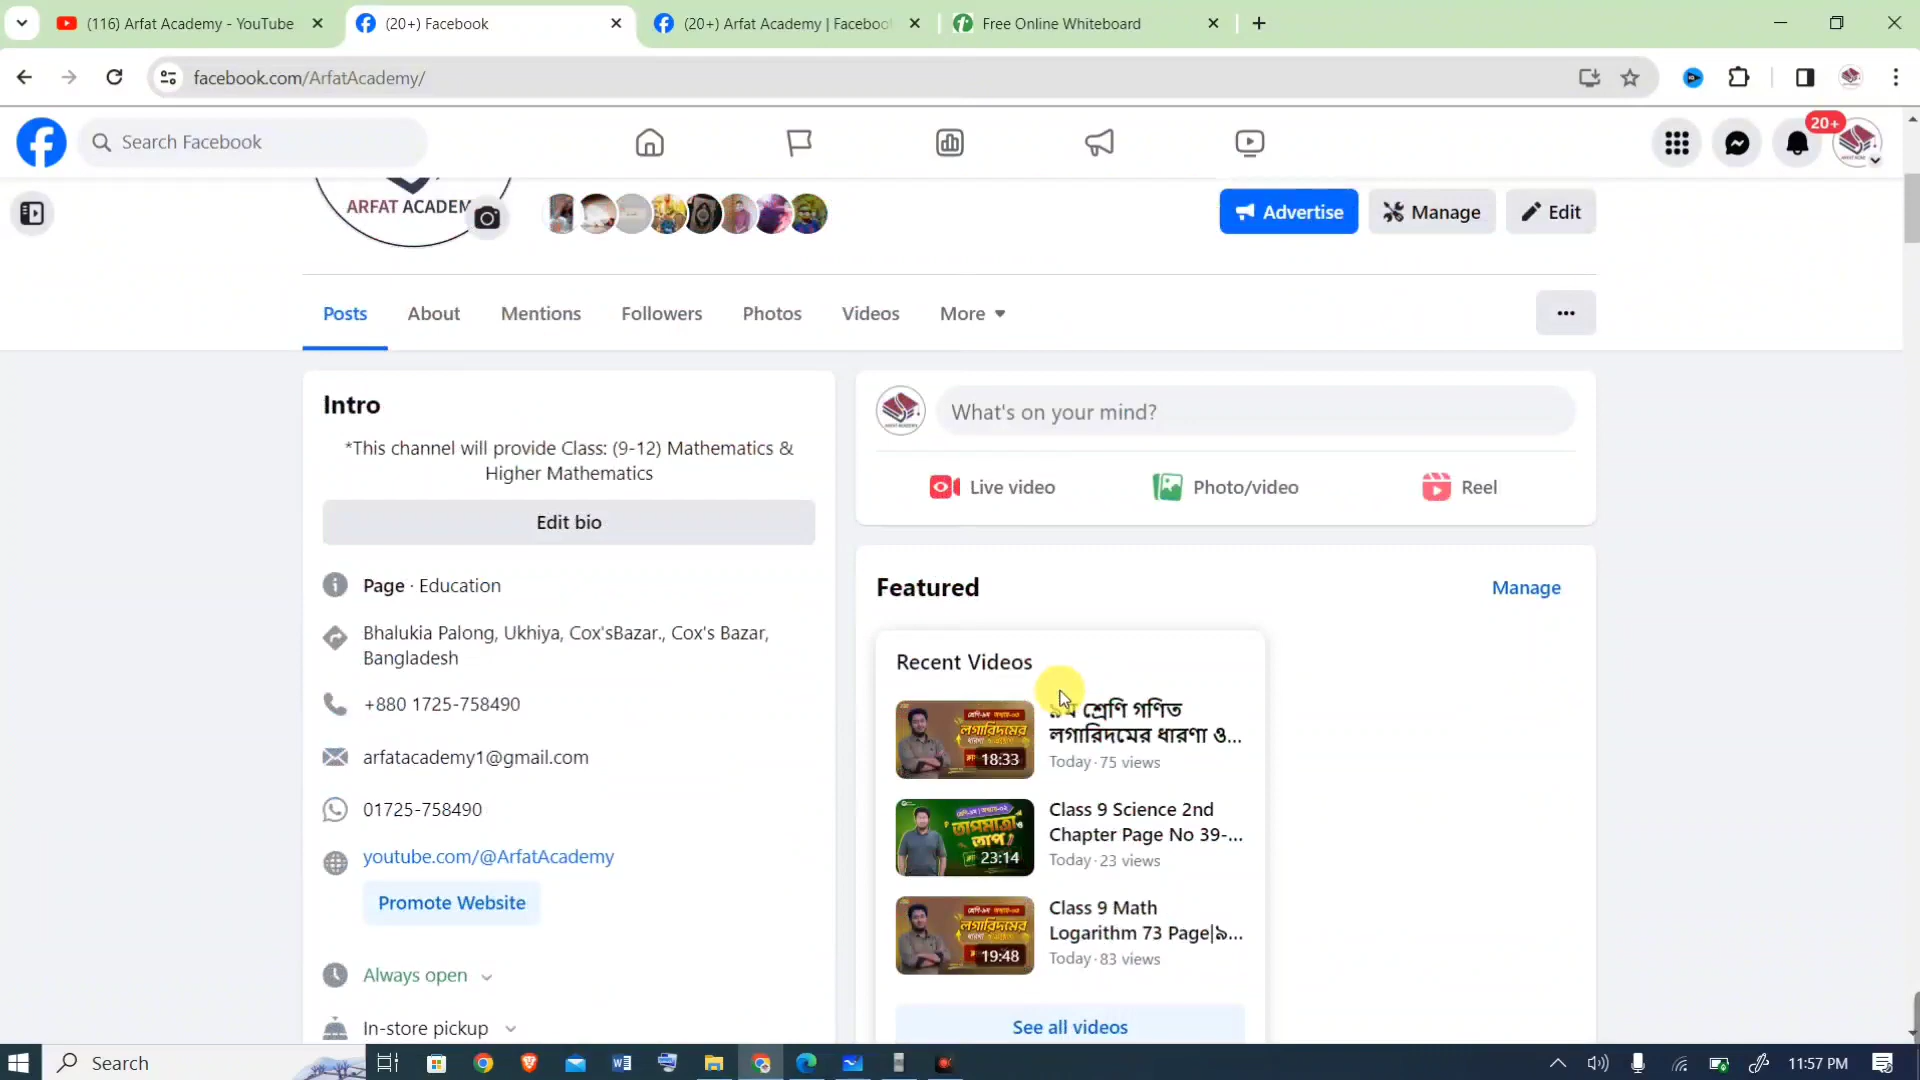 (116) Arfat Academy - YouTube
(20+) Facebook
(20+) Arfat Academy | Faceboo
Free Online Whiteboard
facebook.com/ArfatAcademy/
Search Facebook
20+
ARFAT ACADEM
Advertise
Manage
Edit
Posts
About
Mentions
Followers
Photos
Videos
More
Intro
*This channel will provide Class: (9-12) Mathematics &
Higher Mathematics
Edit bio
Page · Education
Bhalukia Palong, Ukhiya, Cox'sBazar., Cox's Bazar,
Bangladesh
+880 1725-758490
arfatacademy1@gmail.com
01725-758490
youtube.com/@ArfatAcademy
Promote Website
Always open
In-store pickup
What's on your mind?
Live video
Photo/video
Reel
Featured
Manage
Recent Videos
৯ম শ্রেণি গণিত
লগারিদমের ধারণা ও...
Today · 75 views
লগারিদমের
18:33
Class 9 Science 2nd
Chapter Page No 39-...
Today · 23 views
তাপমাত্রা ও
তাপ!
23:14
Class 9 Math
Logarithm 73 Page|৯...
Today · 83 views
লগারিদমের
19:48
See all videos
Search
11:57 PM